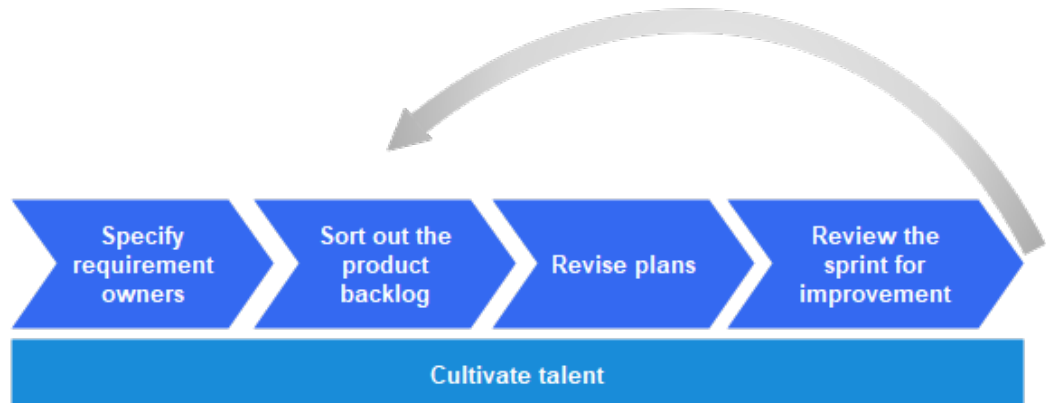 Specify
requirement
owners
Sort out the
product
backlog
Revise plans
Review the
sprint for
improvement
Cultivate talent